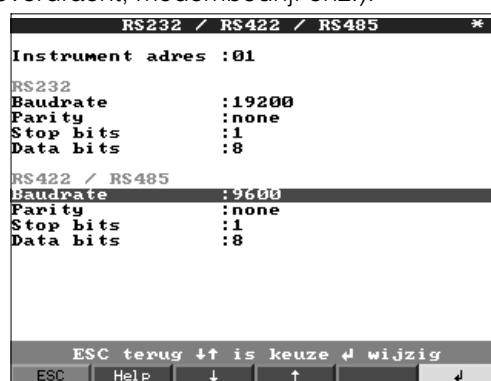 RS232 / RS422 / RS485 *
Instrument adres :01
RS232
Baudrate :19200
Parity :none
Stop bits :1
Data bits :8
RS422 / RS485
Baudrate :9600
Parity :none
Stop bits :1
Data bits :8
ESC terug ↓↑ is keuze ↲ wijzig
ESC Help ↓ ↑ ↲